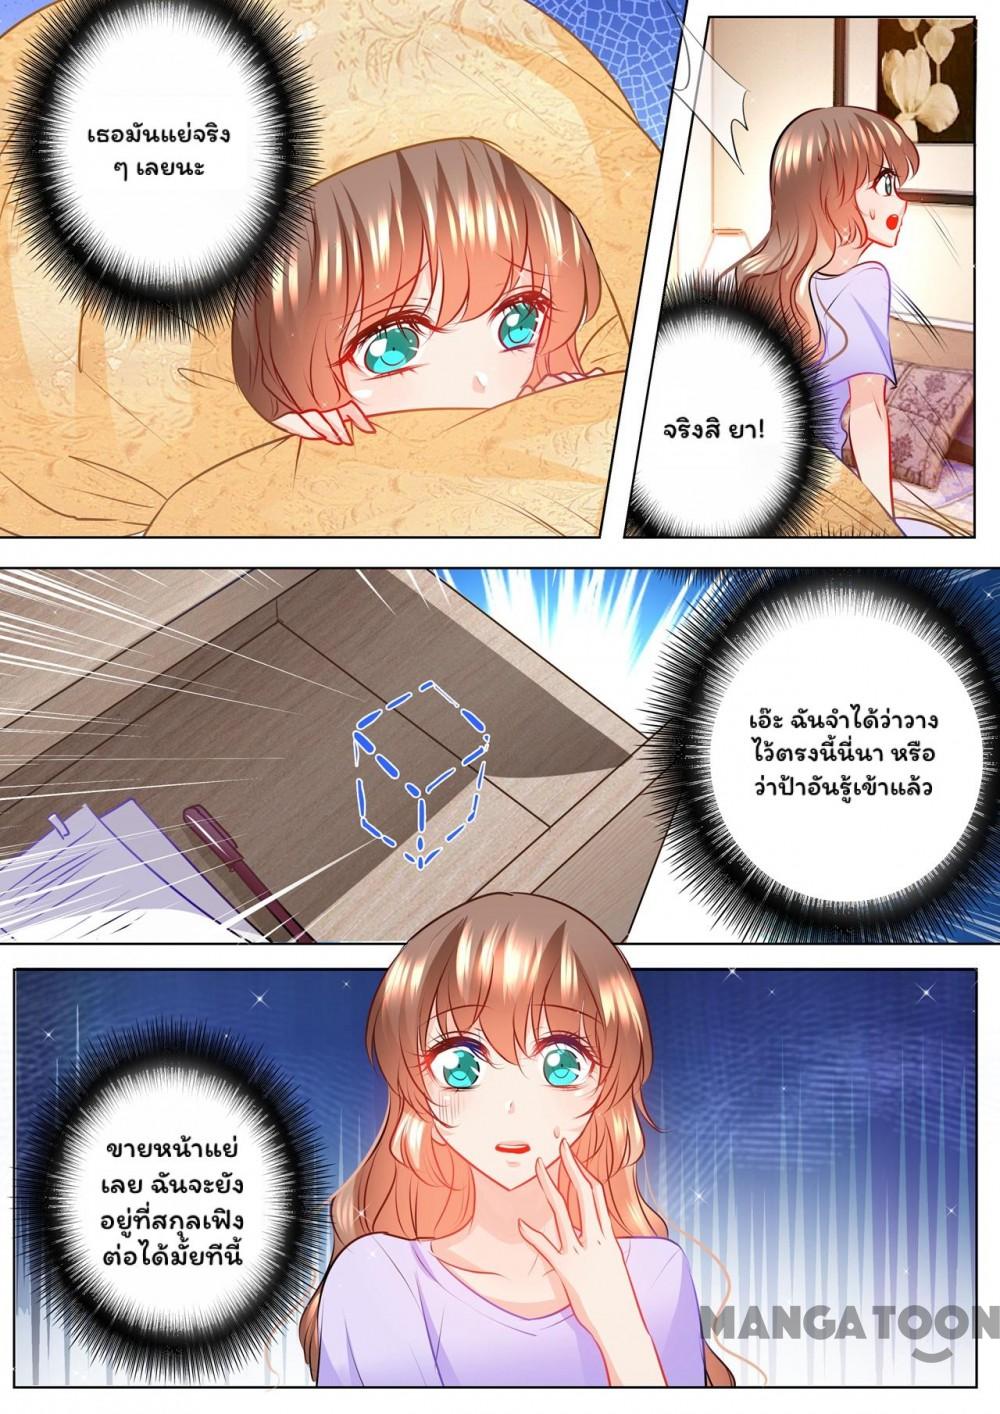 เธอมันแย่จริง
ๆ เลยนะ
จริงสิ ยา!
เอ๊ะ ฉันจำได้ว่าวาง
ไว้ตรงนี้นี่นา หรือ
ว่าป้าอันรู้เข้าแล้ว
ขายหน้าแย่
เลย ฉันจะยัง
อยู่ที่สกุลเฟิง
ต่อได้มั้ยทีนี้
MANGATOON